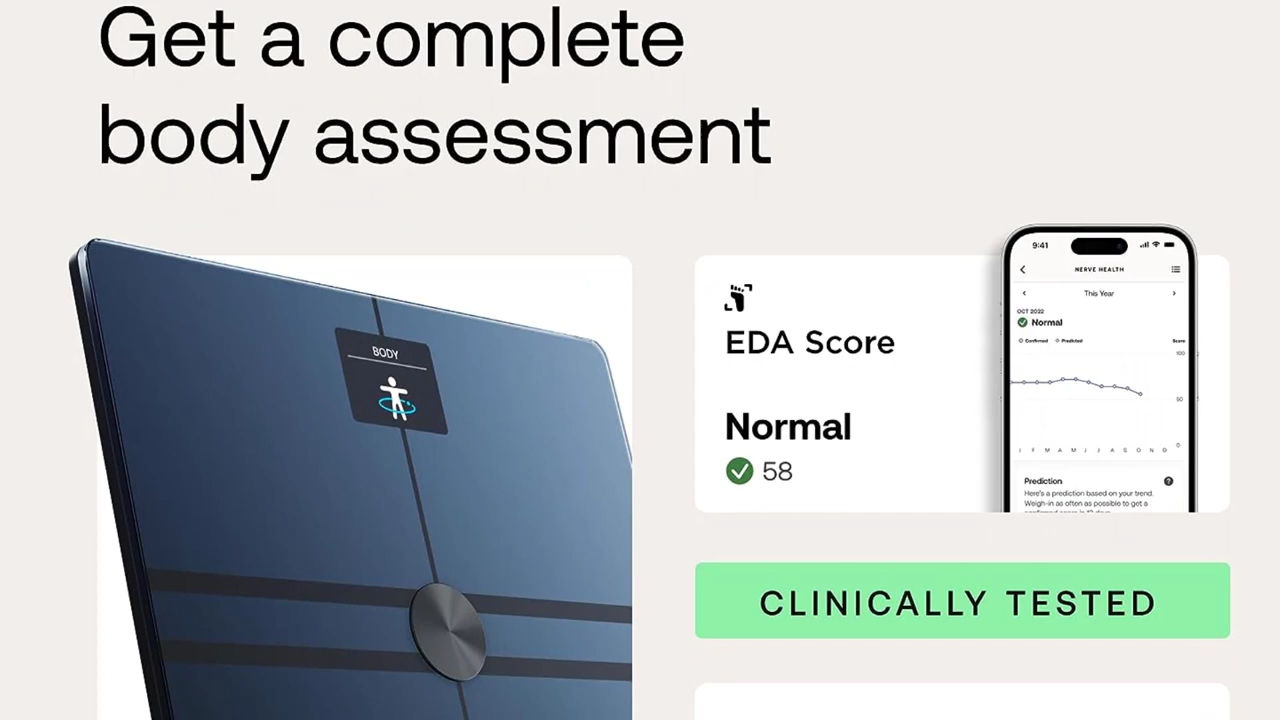 Get a complete
body assessment
BODY
EDA Score
Normal
58
9:41
NERVE HEALTH
This Year
OCT 2022
Normal
Confirmed Predicted Score
100
50
0
J F M A M J J A S O N D
Prediction
Here's a prediction based on your trend.
Weigh-in as often as possible to get a
CLINICALLY TESTED